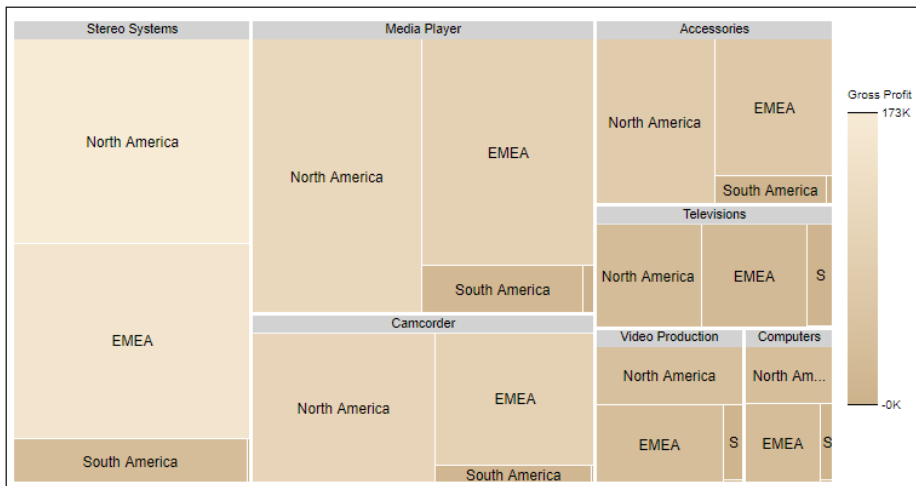 Stereo Systems
North America
EMEA
South America
Media Player
North America
EMEA
South America
Camcorder
North America
EMEA
South America
Accessories
North America
EMEA
South America
Televisions
North America
EMEA
S
Video Production
North America
EMEA
S
Computers
North Am...
EMEA
S
Gross Profit
173K
-0K